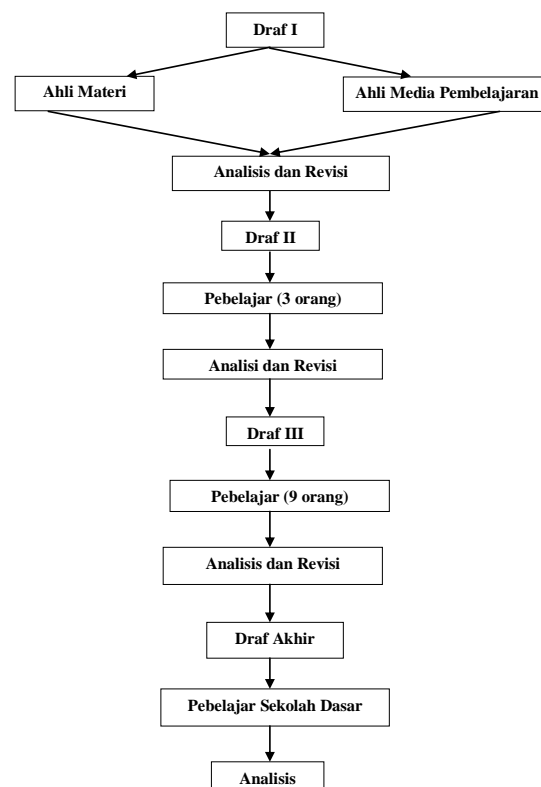 Draf I
Ahli Materi
Ahli Media Pembelajaran
Analisis dan Revisi
Draf II
Pebelajar (3 orang)
Analisi dan Revisi
Draf III
Pebelajar (9 orang)
Analisis dan Revisi
Draf Akhir
Pebelajar Sekolah Dasar
Analisis